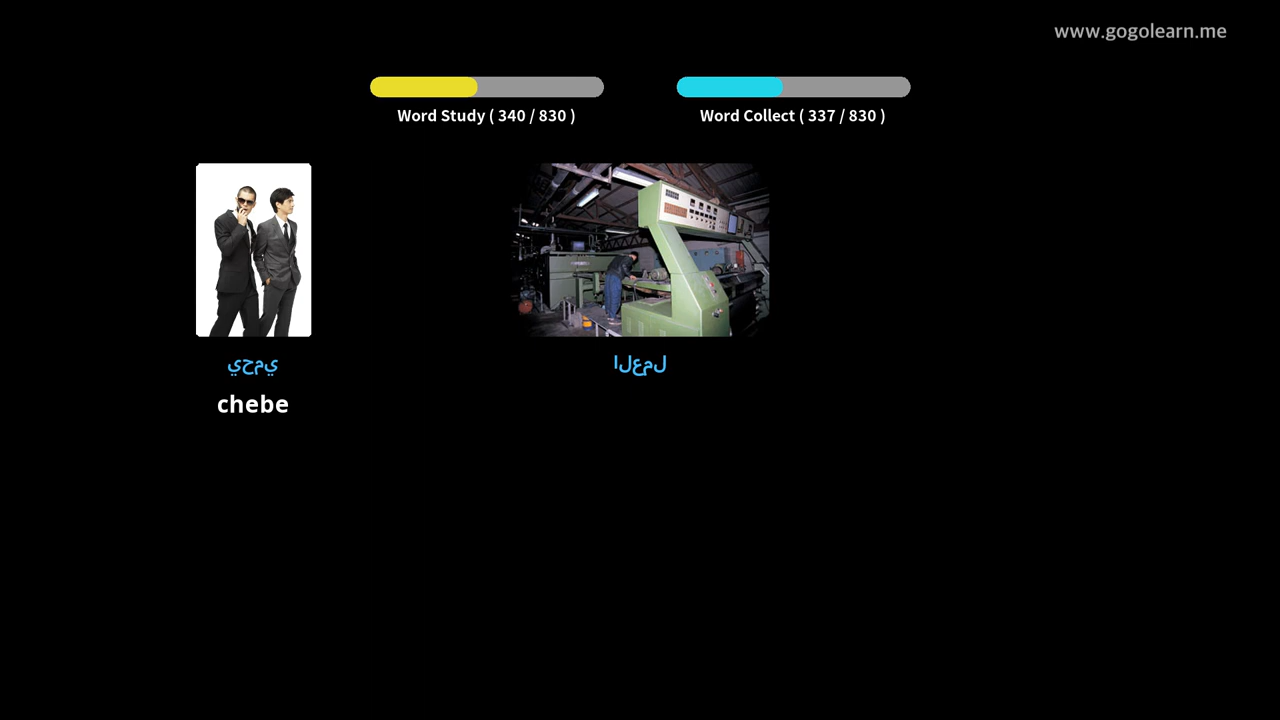 www.gogolearn.me
Word Study ( 340 / 830 )
Word Collect ( 337 / 830 )
يحمي
العمل
chebe